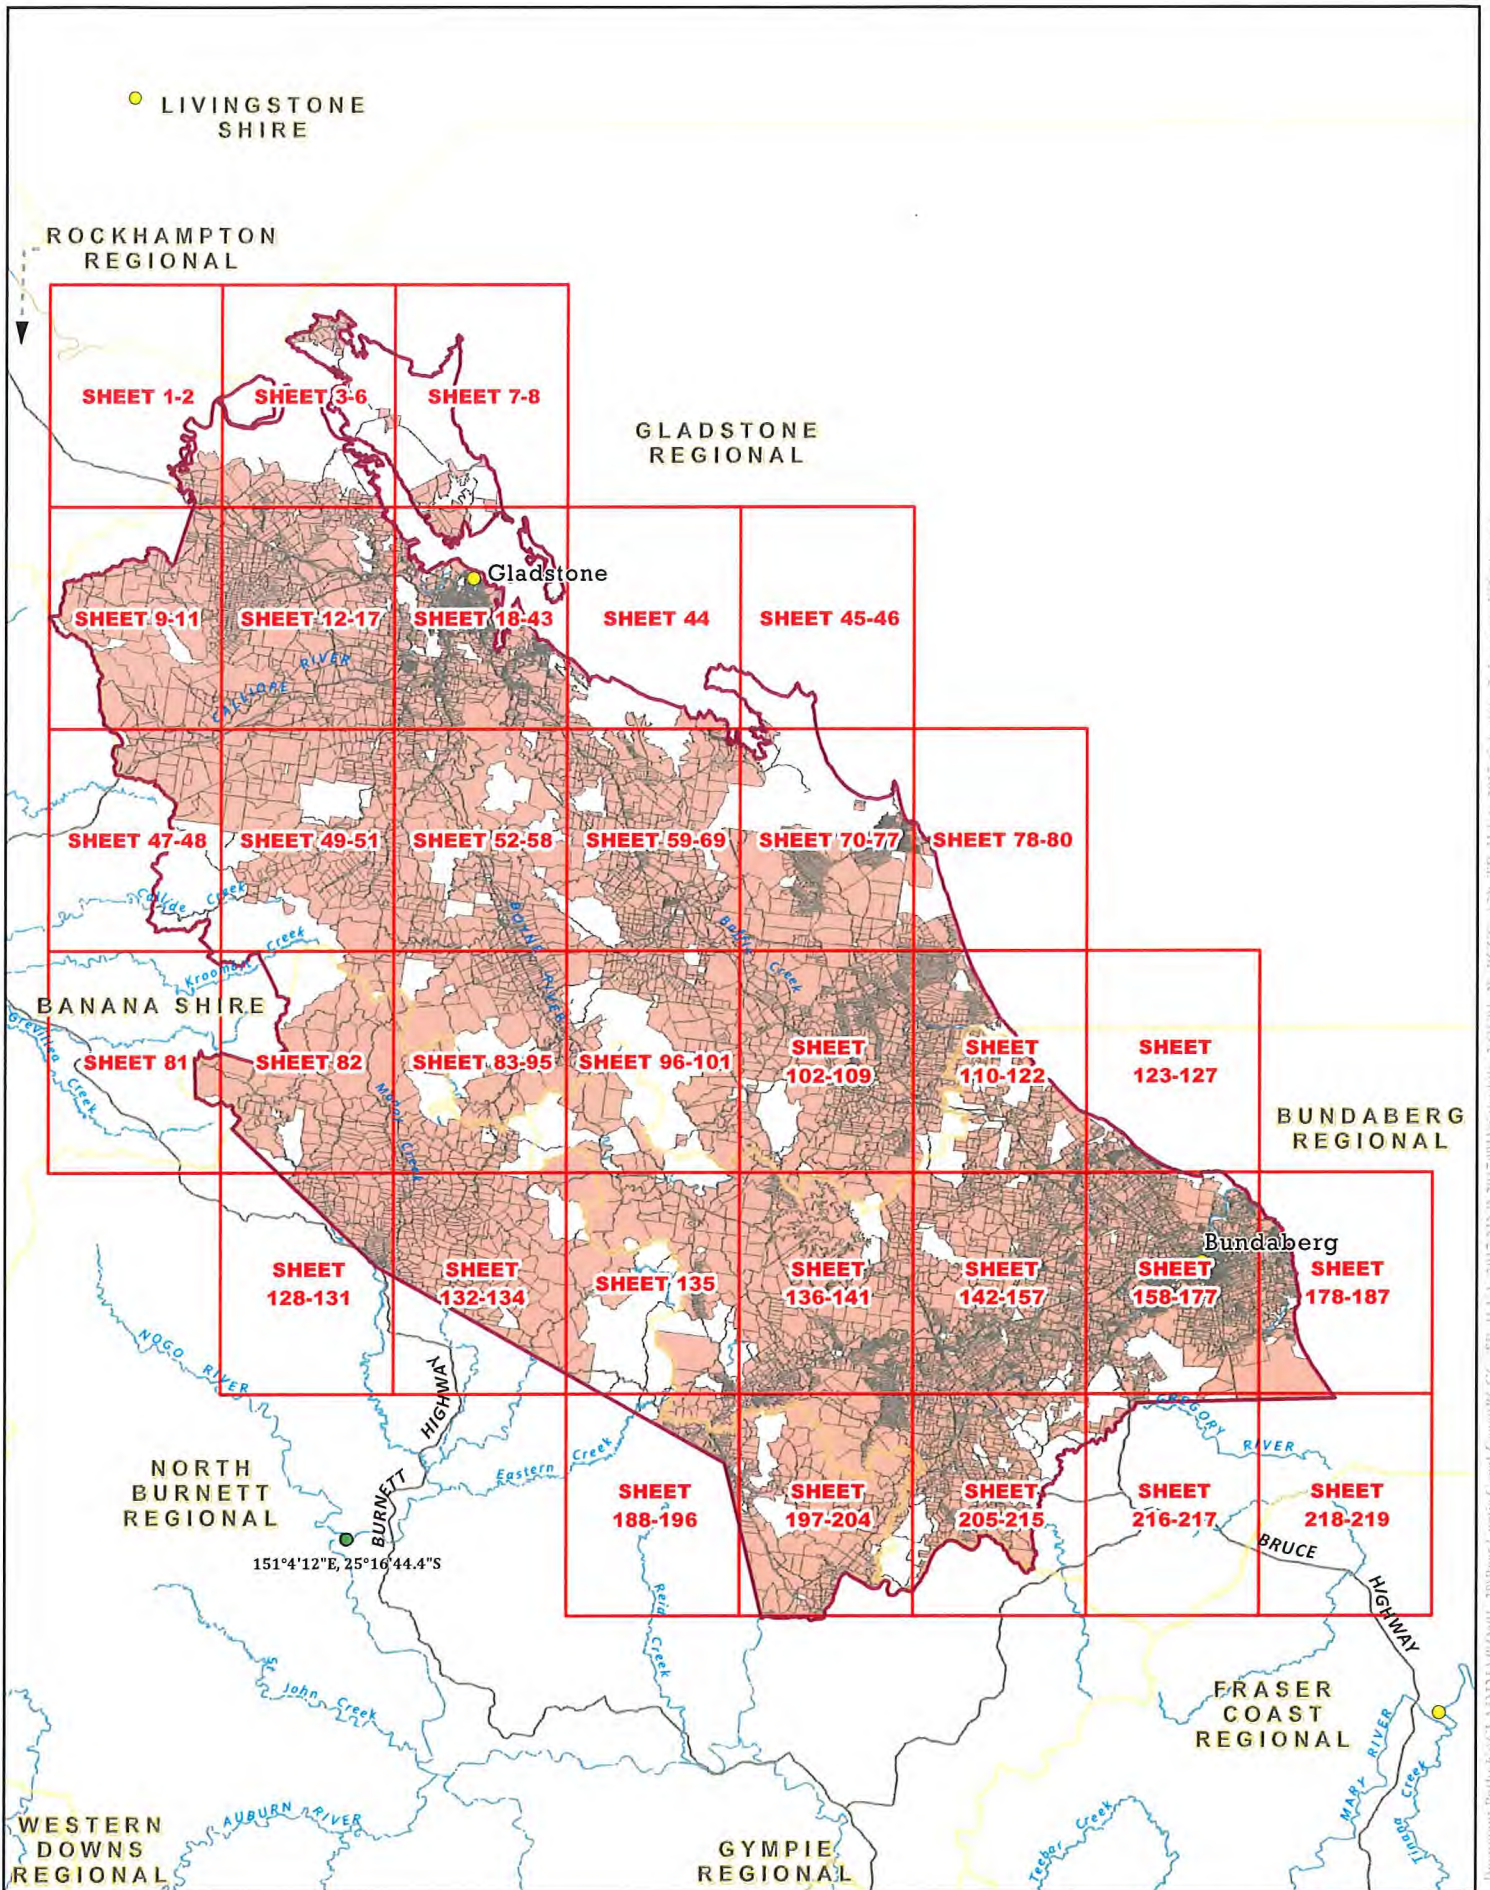 LIVINGSTONE
SHIRE
ROCKHAMPTON
REGIONAL
SHEET 1-2
SHEET 3-6
SHEET 7-8
GLADSTONE
REGIONAL
Gladstone
SHEET 9-11
SHEET 12-17
SHEET 18-43
SHEET 44
SHEET 45-46
CALLIOPE RIVER
SHEET 47-48
SHEET 49-51
SHEET 52-58
SHEET 59-69
SHEET 70-77
SHEET 78-80
Callide Creek
Kroombit Creek
BOYNE RIVER
Baffle Creek
BANANA SHIRE
Grevillea Creek
SHEET 81
SHEET 82
SHEET 83-95
SHEET 96-101
SHEET
102-109
SHEET
110-122
SHEET
123-127
Creek
BUNDABERG
REGIONAL
Bundaberg
SHEET
128-131
SHEET
132-134
SHEET 135
SHEET
136-141
SHEET
142-157
SHEET
158-177
SHEET
178-187
NOGO RIVER
HIGHWAY
BURNETT
Eastern Creek
GREGORY RIVER
NORTH
BURNETT
REGIONAL
151°4'12"E, 25°16'44.4"S
SHEET
188-196
SHEET
197-204
SHEET
205-215
SHEET
216-217
SHEET
218-219
BRUCE
HIGHWAY
Reid Creek
St John Creek
FRASER
COAST
REGIONAL
MARY RIVER
Tinana Creek
Teebar Creek
AUBURN RIVER
WESTERN
DOWNS
REGIONAL
GYMPIE
REGIONAL